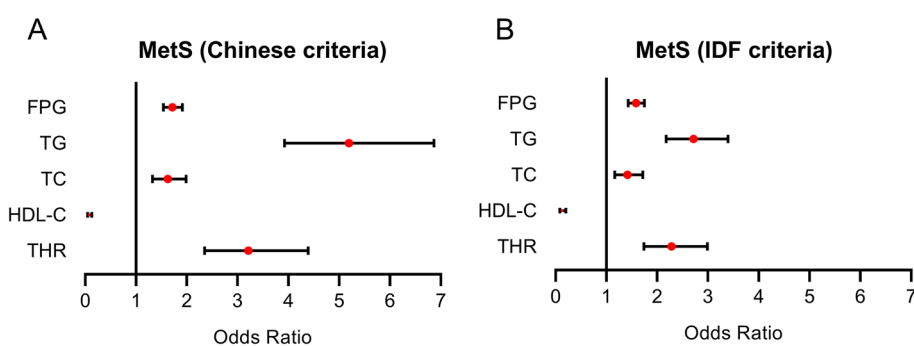 A
MetS (Chinese criteria)
FPG
TG
TC
HDL-C
THR
0 1 2 3 4 5 6 7
Odds Ratio
B
MetS (IDF criteria)
FPG
TG
TC
HDL-C
THR
0 1 2 3 4 5 6 7
Odds Ratio